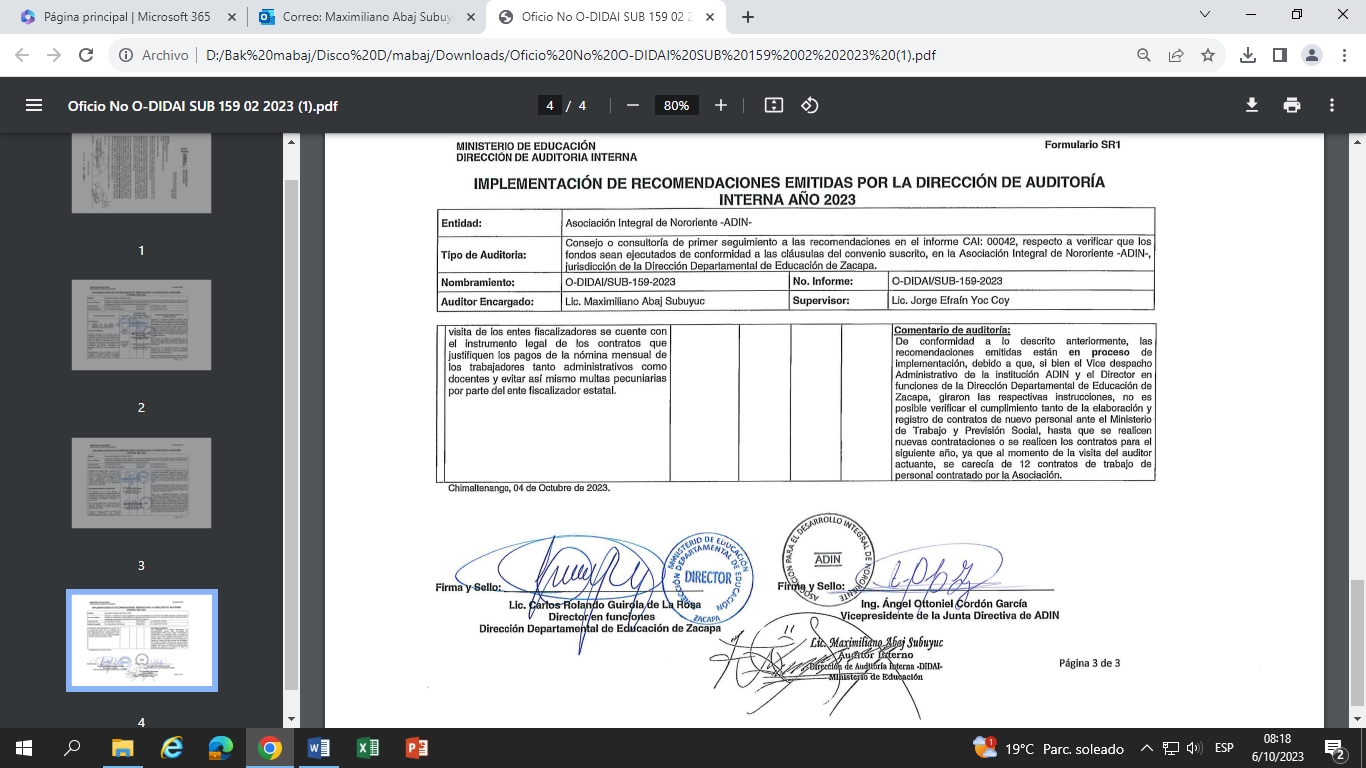 Página principal | Microsoft 365
Correo: Maximiliano Abaj Subuy
Oficio No O-DIDAI SUB 159 02 2
Archivo
D:/Bak%20mabaj/Disco%20D/mabaj/Downloads/Oficio%20No%20O-DIDAI%20SUB%20159%2002%202023%20(1).pdf
Oficio No O-DIDAI SUB 159 02 2023 (1).pdf
4 / 4
80%
1
2
3
4
MINISTERIO DE EDUCACIÓN
DIRECCIÓN DE AUDITORIA INTERNA
Formulario SR1
IMPLEMENTACIÓN DE RECOMENDACIONES EMITIDAS POR LA DIRECCIÓN DE AUDITORÍA
INTERNA AÑO 2023
Entidad: Asociación Integral de Nororiente -ADIN-
Tipo de Auditoria: Consejo o consultoría de primer seguimiento a las recomendaciones en el informe CAI: 00042, respecto a verificar que los
fondos sean ejecutados de conformidad a las cláusulas del convenio suscrito, en la Asociación Integral de Nororiente -ADIN-,
jurisdicción de la Dirección Departamental de Educación de Zacapa.
Nombramiento: O-DIDAI/SUB-159-2023 No. Informe: O-DIDAI/SUB-159-2023
Auditor Encargado: Lic. Maximiliano Abaj Subuyuc Supervisor: Lic. Jorge Efraín Yoc Coy
visita de los entes fiscalizadores se cuente con
el instrumento legal de los contratos que
justifiquen los pagos de la nómina mensual de
los trabajadores tanto administrativos como
docentes y evitar así mismo multas pecuniarias
por parte del ente fiscalizador estatal.
Comentario de auditoría:
De conformidad a lo descrito anteriormente, las
recomendaciones emitidas están en proceso de
implementación, debido a que, si bien el Vice despacho
Administrativo de la institución ADIN y el Director en
funciones de la Dirección Departamental de Educación de
Zacapa, giraron las respectivas instrucciones, no es
posible verificar el cumplimiento tanto de la elaboración y
registro de contratos de nuevo personal ante el Ministerio
de Trabajo y Previsión Social, hasta que se realicen
nuevas contrataciones o se realicen los contratos para el
siguiente año, ya que al momento de la visita del auditor
actuante, se carecía de 12 contratos de trabajo de
personal contratado por la Asociación.
Chimaltenango, 04 de Octubre de 2023.
Firma y Sello:
Lic. Carlos Rolando Guirola de La Rosa
Director en funciones
Dirección Departamental de Educación de Zacapa
MINISTERIO DE EDUCACIÓN
DIRECCIÓN DEPARTAMENTAL DE EDUCACIÓN
DIRECTOR
ZACAPA
ASOCIACIÓN PARA EL DESARROLLO INTEGRAL DE NORORIENTE
ADIN
Firma y Sello:
Ing. Ángel Ottoniel Cordón García
Vicepresidente de la Junta Directiva de ADIN
Lic. Maximiliano Abaj Subuyuc
Auditor Interno
Dirección de Auditoría Interna -DIDAI-
Ministerio de Educación
Página 3 de 3
1
19°C Parc. soleado
ESP
08:18
6/10/2023
2